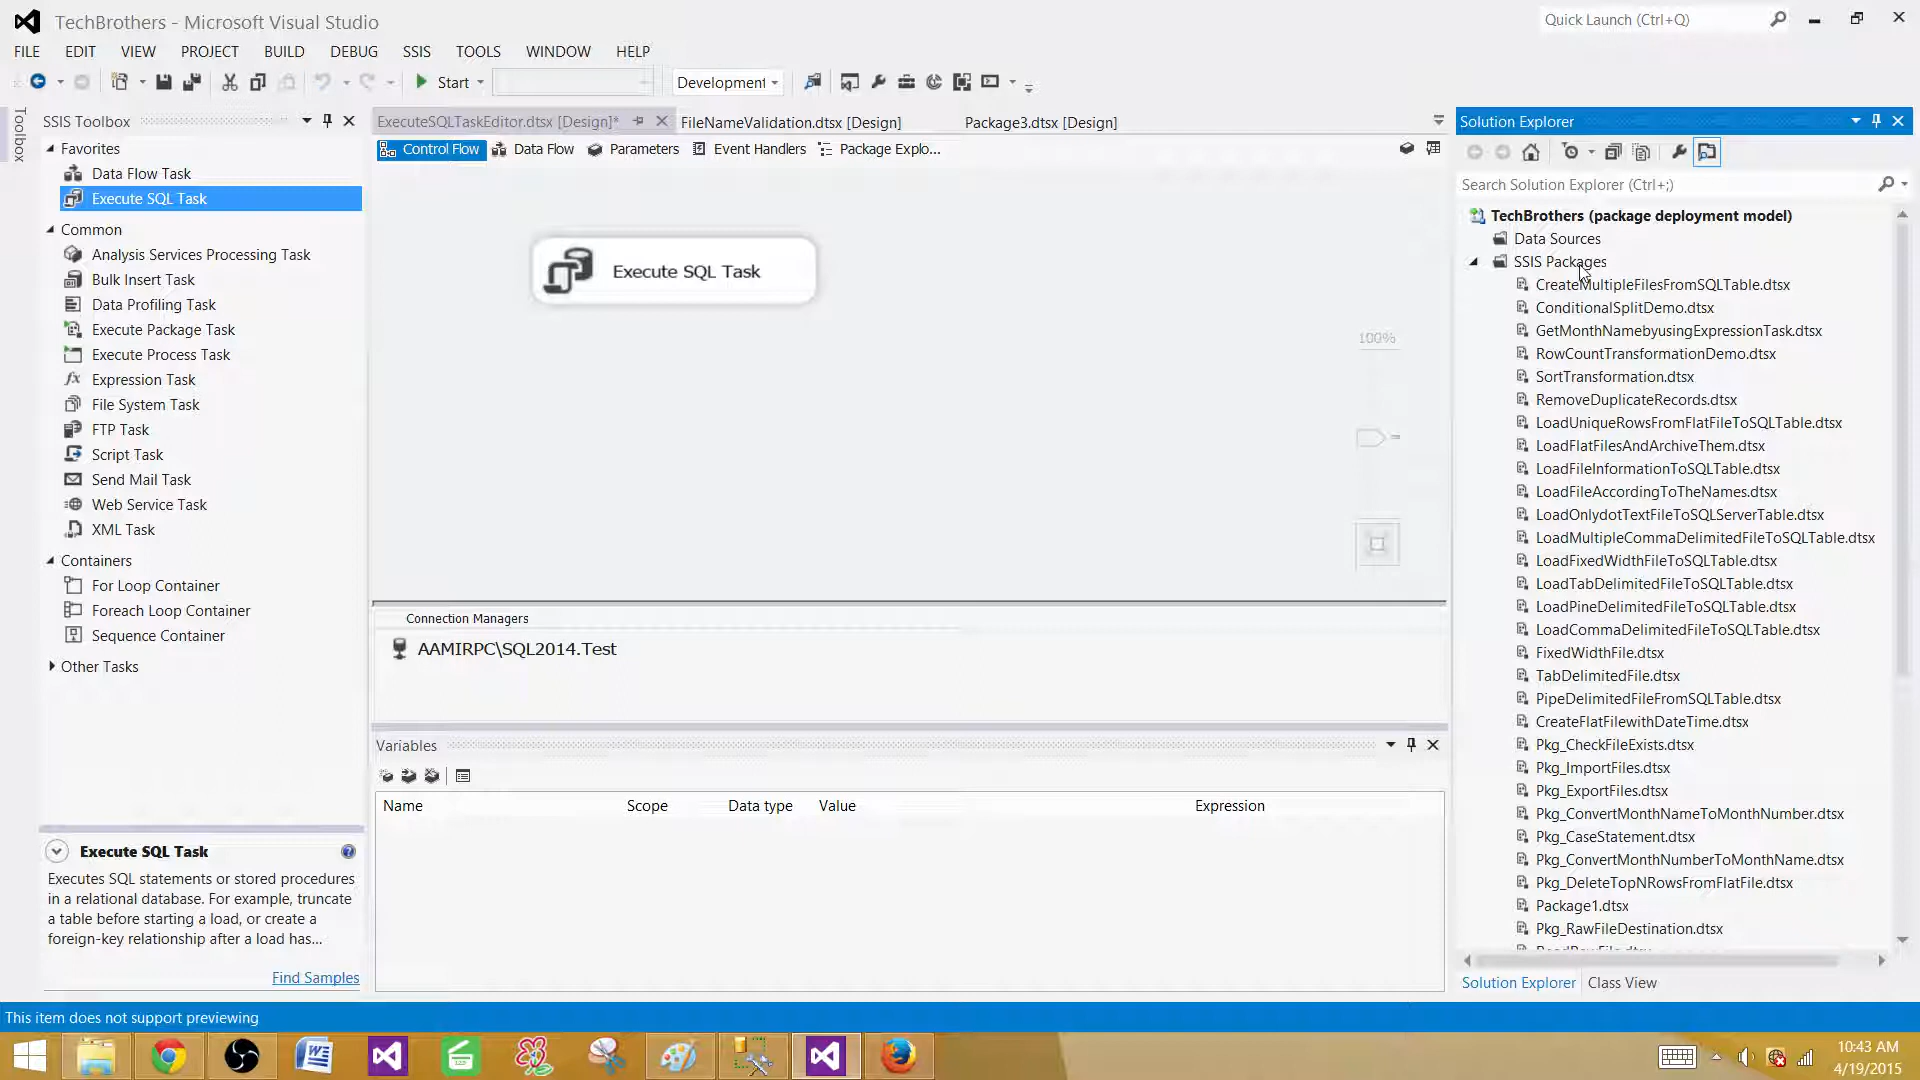 TechBrothers - Microsoft Visual Studio
Quick Launch (Ctrl+Q)
FILE EDIT VIEW PROJECT BUILD DEBUG SSIS TOOLS WINDOW HELP
Start
Development
Toolbox
SSIS Toolbox
Favorites
Data Flow Task
Execute SQL Task
Common
Analysis Services Processing Task
Bulk Insert Task
Data Profiling Task
Execute Package Task
Execute Process Task
Expression Task
File System Task
FTP Task
Script Task
Send Mail Task
Web Service Task
XML Task
Containers
For Loop Container
Foreach Loop Container
Sequence Container
Other Tasks
Execute SQL Task
Executes SQL statements or stored procedures
in a relational database. For example, truncate
a table before starting a load, or create a
foreign-key relationship after a load has...
Find Samples
ExecuteSQLTaskEditor.dtsx [Design]* FileNameValidation.dtsx [Design] Package3.dtsx [Design]
Control Flow Data Flow Parameters Event Handlers Package Explo...
Execute SQL Task
100%
Connection Managers
AAMIRPC\SQL2014.Test
Variables
Name Scope Data type Value Expression
Solution Explorer
Search Solution Explorer (Ctrl+;)
TechBrothers (package deployment model)
Data Sources
SSIS Packages
CreateMultipleFilesFromSQLTable.dtsx
ConditionalSplitDemo.dtsx
GetMonthNamebyusingExpressionTask.dtsx
RowCountTransformationDemo.dtsx
SortTransformation.dtsx
RemoveDuplicateRecords.dtsx
LoadUniqueRowsFromFlatFileToSQLTable.dtsx
LoadFlatFilesAndArchiveThem.dtsx
LoadFileInformationToSQLTable.dtsx
LoadFileAccordingToTheNames.dtsx
LoadOnlydotTextFileToSQLServerTable.dtsx
LoadMultipleCommaDelimitedFileToSQLTable.dtsx
LoadFixedWidthFileToSQLTable.dtsx
LoadTabDelimitedFileToSQLTable.dtsx
LoadPineDelimitedFileToSQLTable.dtsx
LoadCommaDelimitedFileToSQLTable.dtsx
FixedWidthFile.dtsx
TabDelimitedFile.dtsx
PipeDelimitedFileFromSQLTable.dtsx
CreateFlatFilewithDateTime.dtsx
Pkg_CheckFileExists.dtsx
Pkg_ImportFiles.dtsx
Pkg_ExportFiles.dtsx
Pkg_ConvertMonthNameToMonthNumber.dtsx
Pkg_CaseStatement.dtsx
Pkg_ConvertMonthNumberToMonthName.dtsx
Pkg_DeleteTopNRowsFromFlatFile.dtsx
Package1.dtsx
Pkg_RawFileDestination.dtsx
Solution Explorer Class View
This item does not support previewing
10:43 AM
4/19/2015